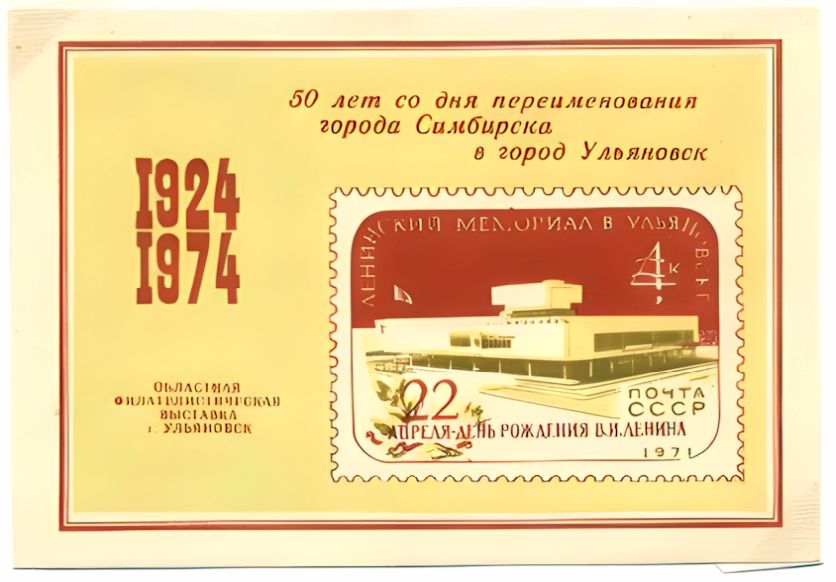 50 лет со дня переименования
города Симбирска
в город Ульяновск
1924
1974
ЛЕНИНСКИЙ МЕМОРИАЛ В УЛЬЯНОВСКЕ
4 К
ОБЛАСТНАЯ
ФИЛАТЕЛИСТИЧЕСКАЯ
ВЫСТАВКА
г. УЛЬЯНОВСК
22
АПРЕЛЯ-ДЕНЬ РОЖДЕНИЯ В.И.ЛЕНИНА
ПОЧТА
СССР
1971